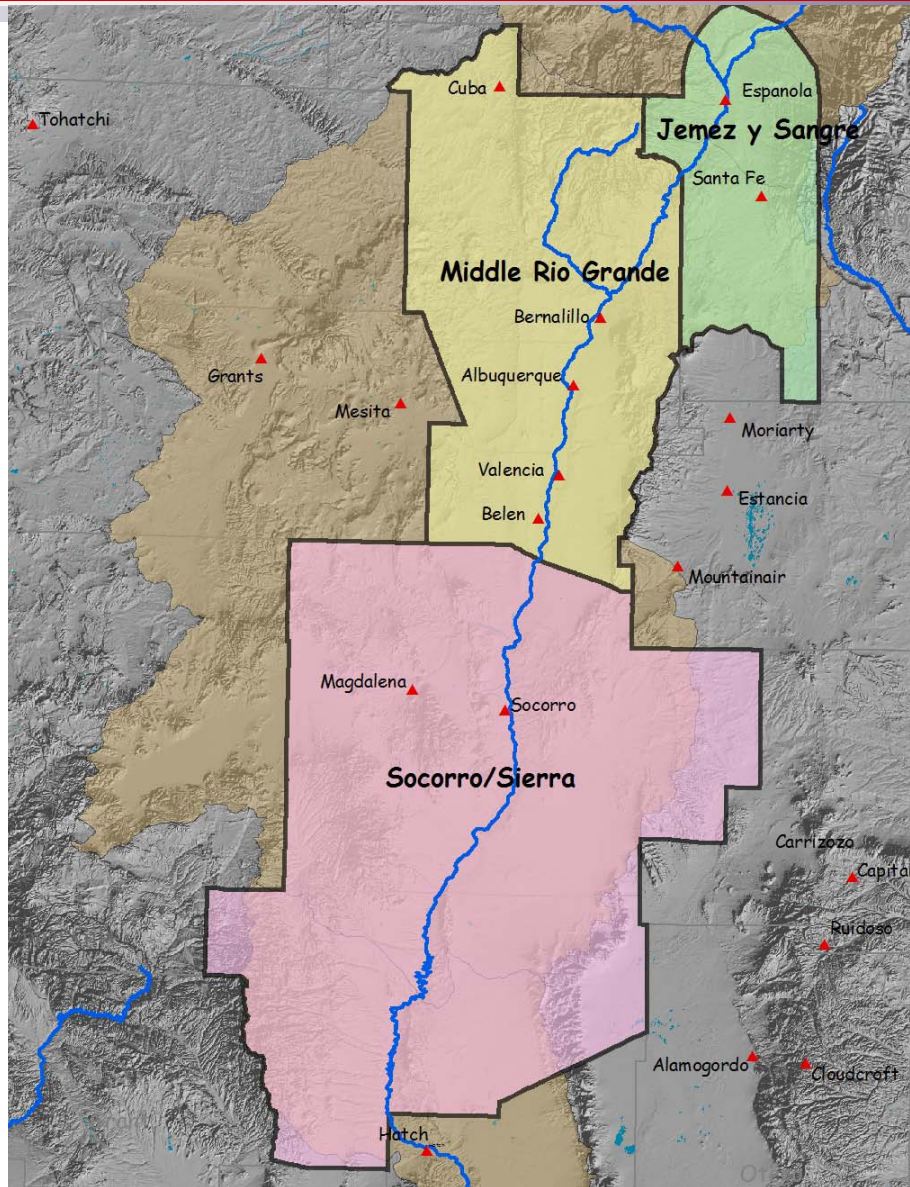 Cuba
Espanola
Tohatchi
Jemez y Sangre
Santa Fe
Middle Rio Grande
Bernalillo
Grants
Albuquerque
Mesita
Moriarty
Valencia
Estancia
Belen
Mountainair
Magdalena
Socorro
Socorro/Sierra
Carrizozo
Capita
Ruidoso
Alamogordo
Cloudcroft
Hatch